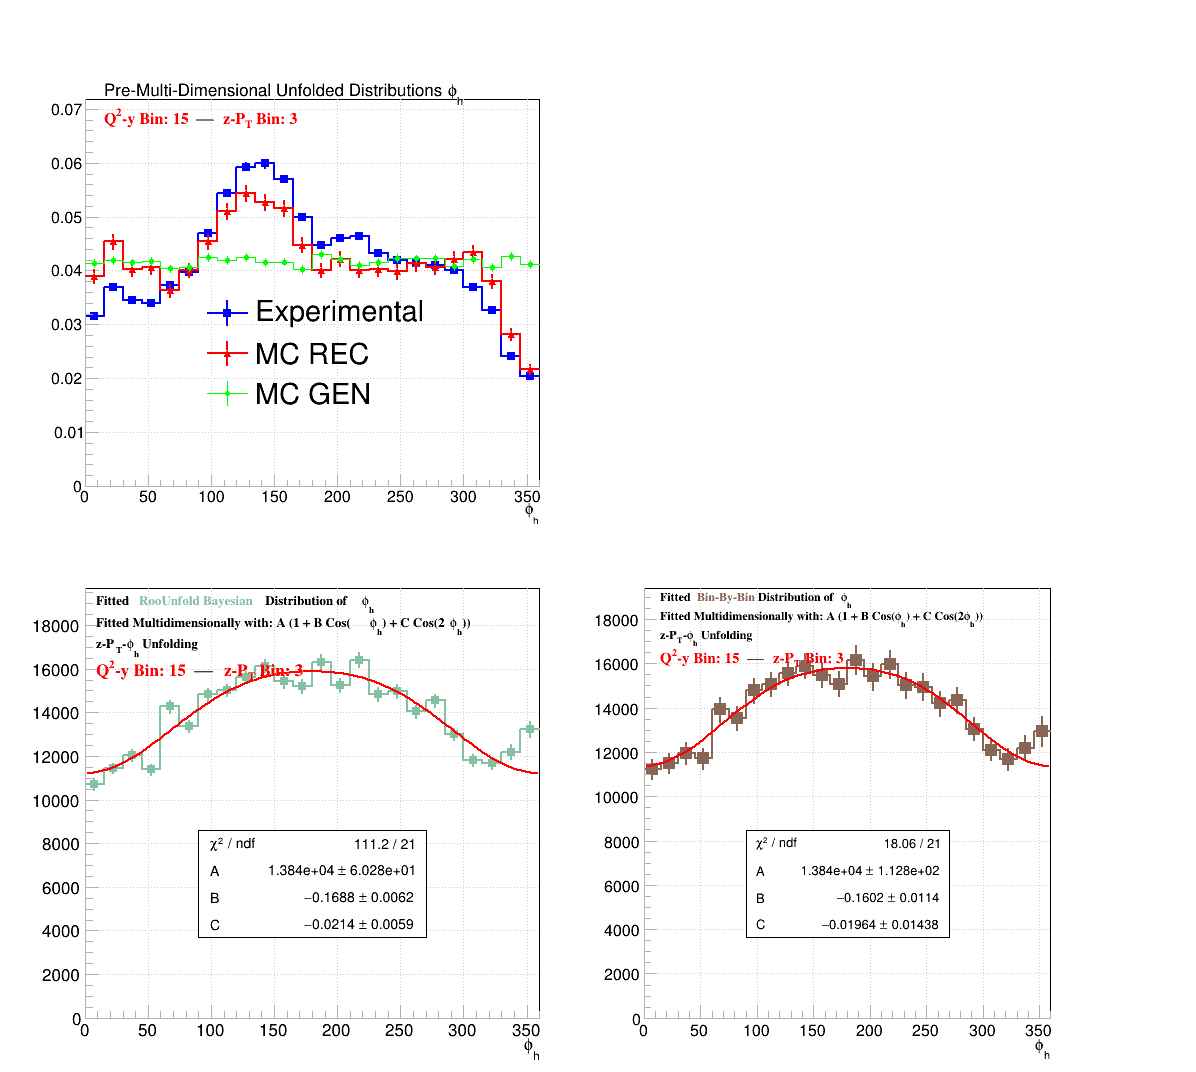 Pre-Multi-Dimensional Unfolded Distributions ϕh
Q2-y Bin: 15 — z-PT Bin: 3
0.07
0.06
0.05
0.04
0.03
0.02
0.01
0
Experimental
MC REC
MC GEN
0 50 100 150 200 250 300 350
ϕh
Fitted RooUnfold Bayesian Distribution of ϕh
Fitted Multidimensionally with: A (1 + B Cos( ϕh) + C Cos(2 ϕh))
z-PT-ϕh Unfolding
Q2-y Bin: 15 — z-PT Bin: 3
18000
16000
14000
12000
10000
8000
6000
4000
2000
0
χ2 / ndf 111.2 / 21
A 1.384e+04 ± 6.028e+01
B −0.1688 ± 0.0062
C −0.0214 ± 0.0059
0 50 100 150 200 250 300 350
ϕh
Fitted Bin-By-Bin Distribution of ϕh
Fitted Multidimensionally with: A (1 + B Cos(ϕh) + C Cos(2ϕh))
z-PT-ϕh Unfolding
Q2-y Bin: 15 — z-PT Bin: 3
18000
16000
14000
12000
10000
8000
6000
4000
2000
0
χ2 / ndf 18.06 / 21
A 1.384e+04 ± 1.128e+02
B −0.1602 ± 0.0114
C −0.01964 ± 0.01438
0 50 100 150 200 250 300 350
ϕh